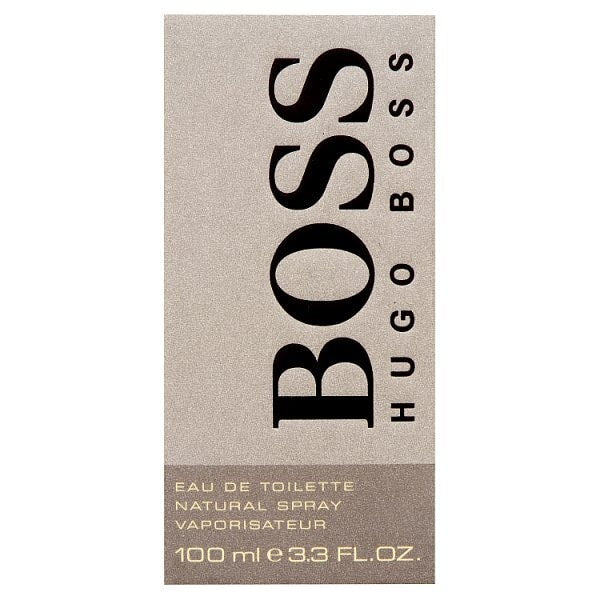 BOSS
HUGO BOSS
EAU DE TOILETTE
NATURAL SPRAY
VAPORISATEUR
100 ml e 3.3 FL.OZ.